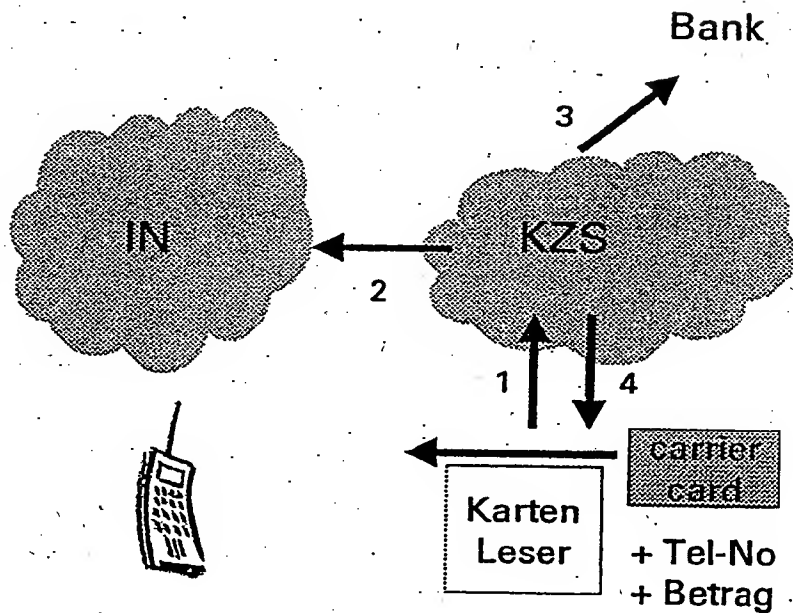 Bank
3
IN
KZS
2
1
4
carrier
card
Karten
Leser
+ Tel-No
+ Betrag